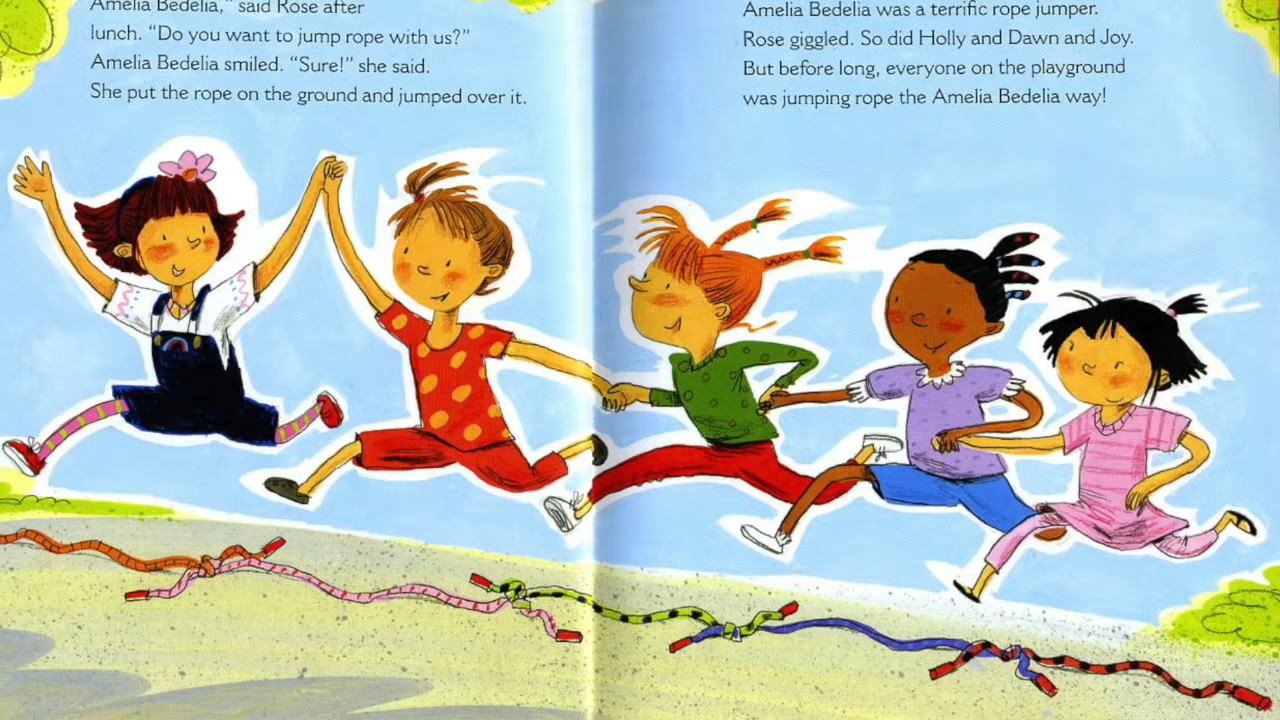 Amelia Bedelia," said Rose after
lunch. "Do you want to jump rope with us?"
Amelia Bedelia smiled. "Sure!" she said.
She put the rope on the ground and jumped over it.
Amelia Bedelia was a terrific rope jumper.
Rose giggled. So did Holly and Dawn and Joy.
But before long, everyone on the playground
was jumping rope the Amelia Bedelia way!